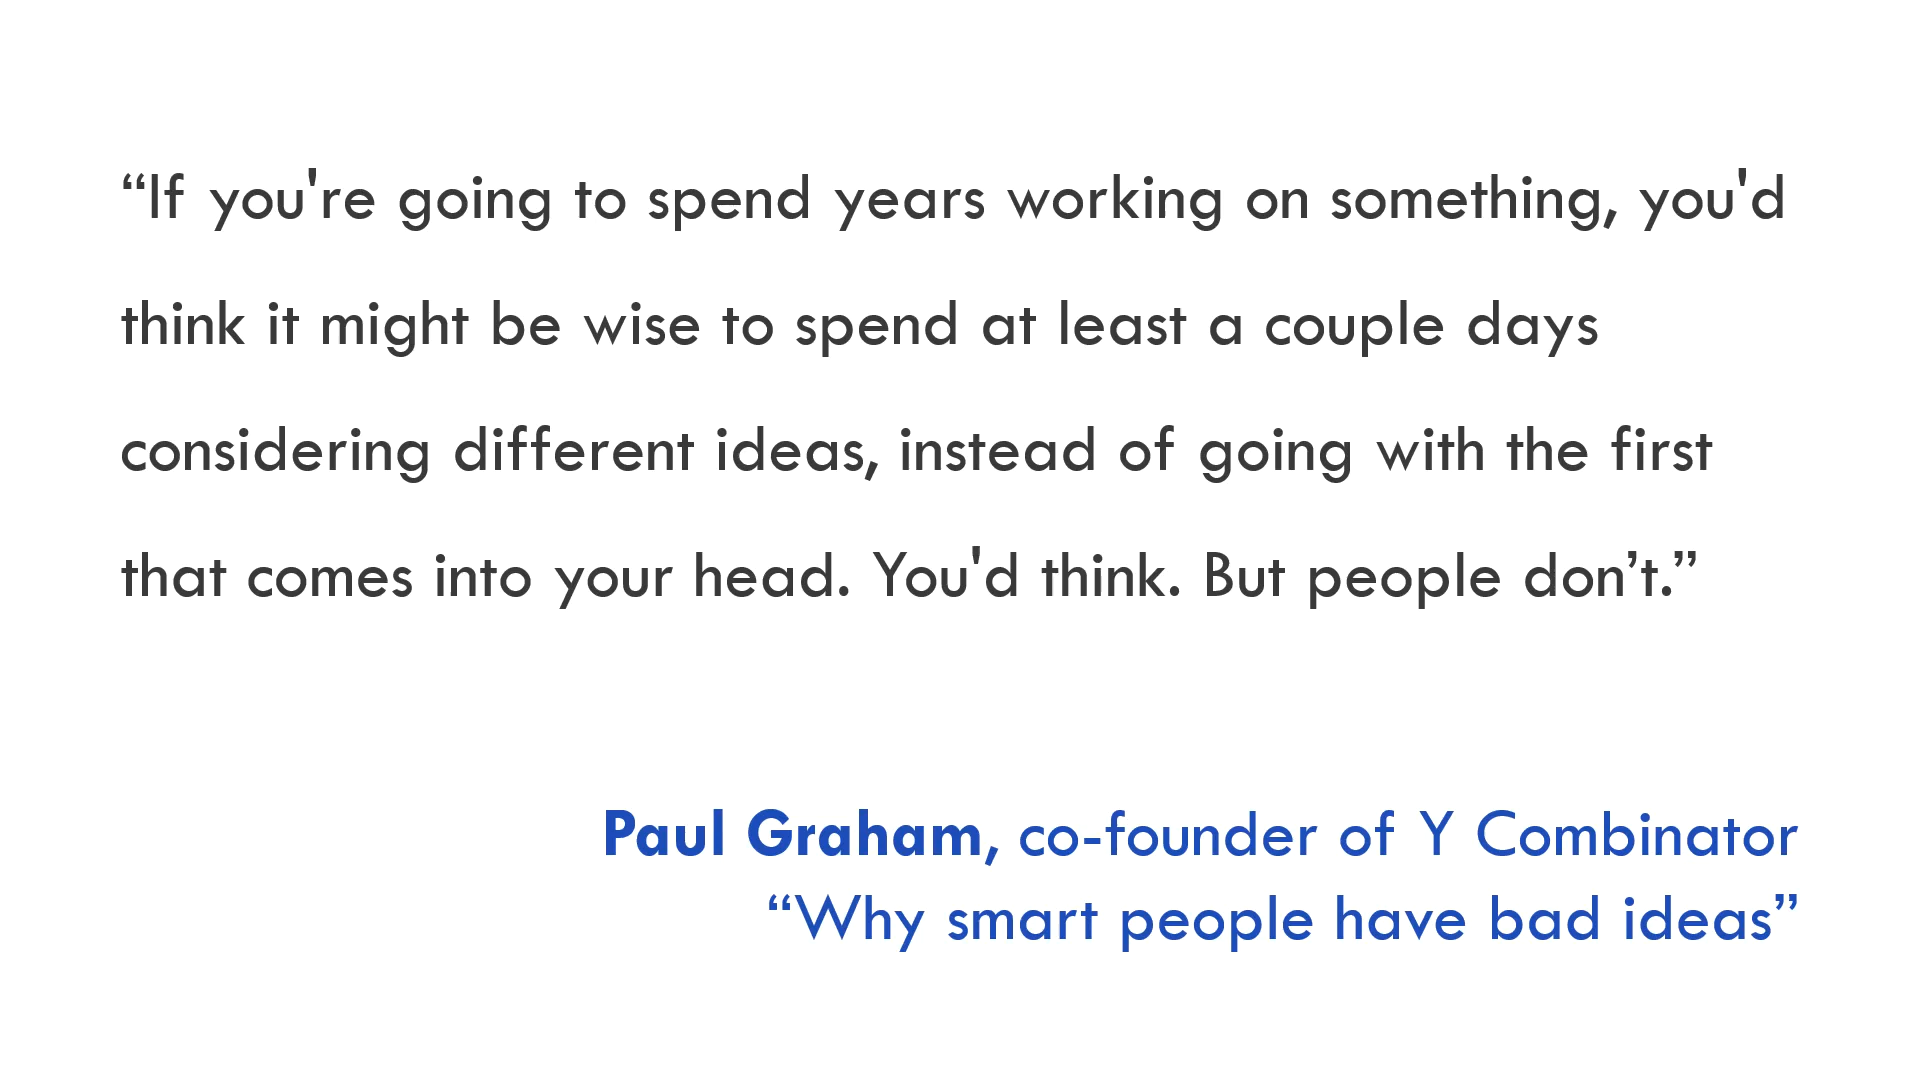 “If you're going to spend years working on something, you'd
think it might be wise to spend at least a couple days
considering different ideas, instead of going with the first
that comes into your head. You'd think. But people don’t.”
Paul Graham, co-founder of Y Combinator
“Why smart people have bad ideas”